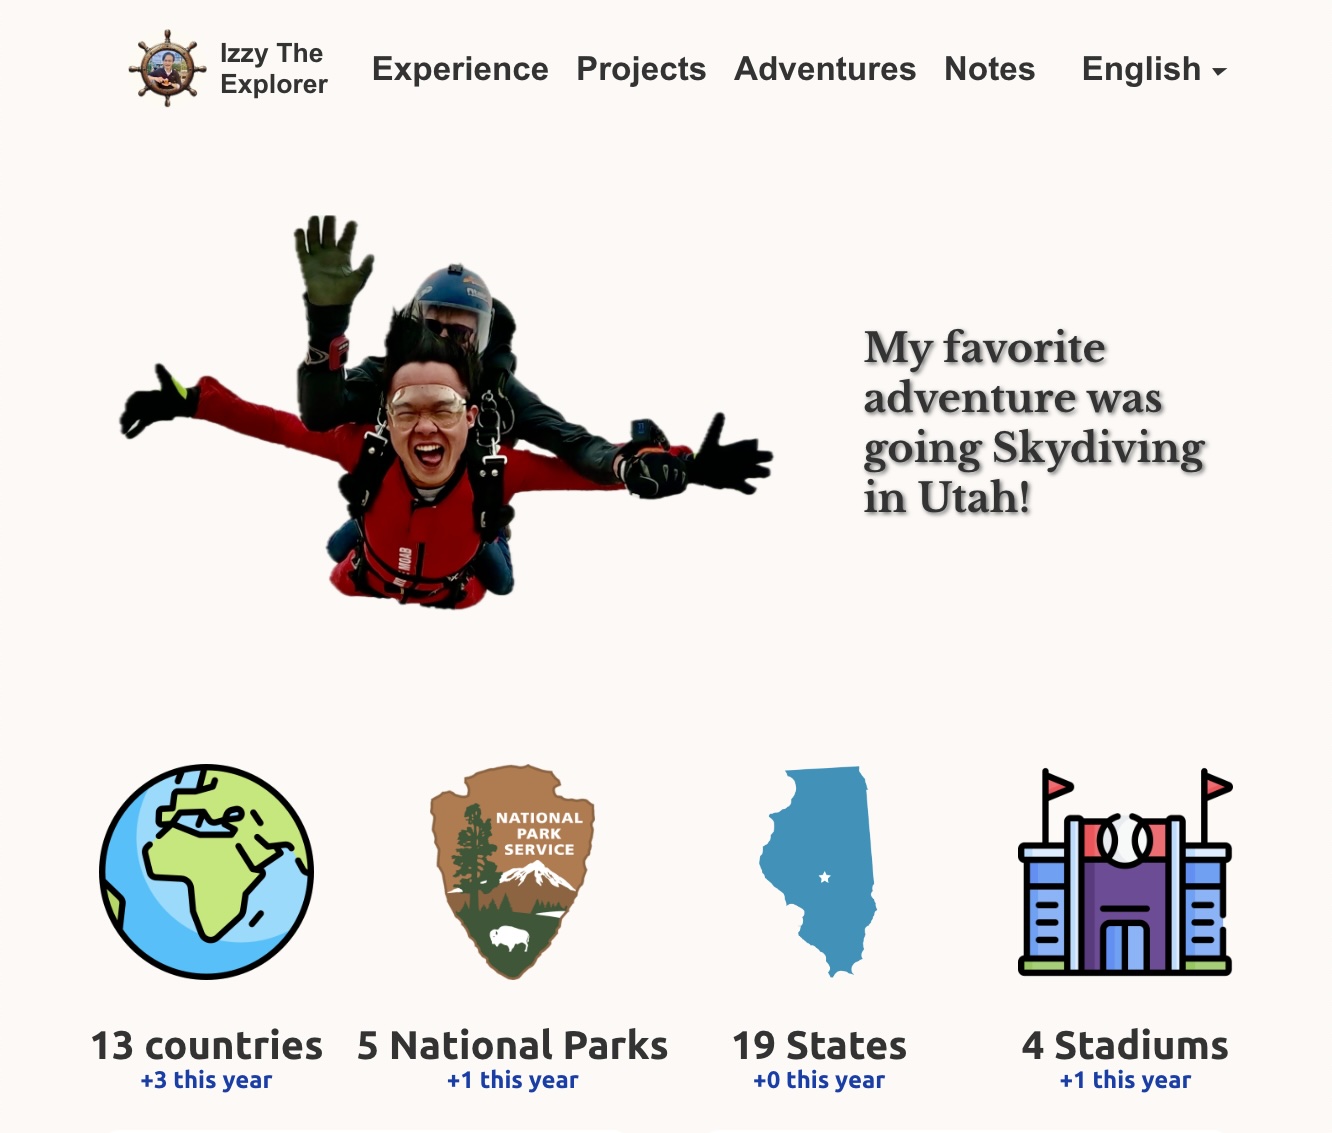 Izzy The
Explorer
Experience
Projects
Adventures
Notes
English
My favorite
adventure was
going Skydiving
in Utah!
MOAB
NATIONAL
PARK
SERVICE
13 countries
+3 this year
5 National Parks
+1 this year
19 States
+0 this year
4 Stadiums
+1 this year